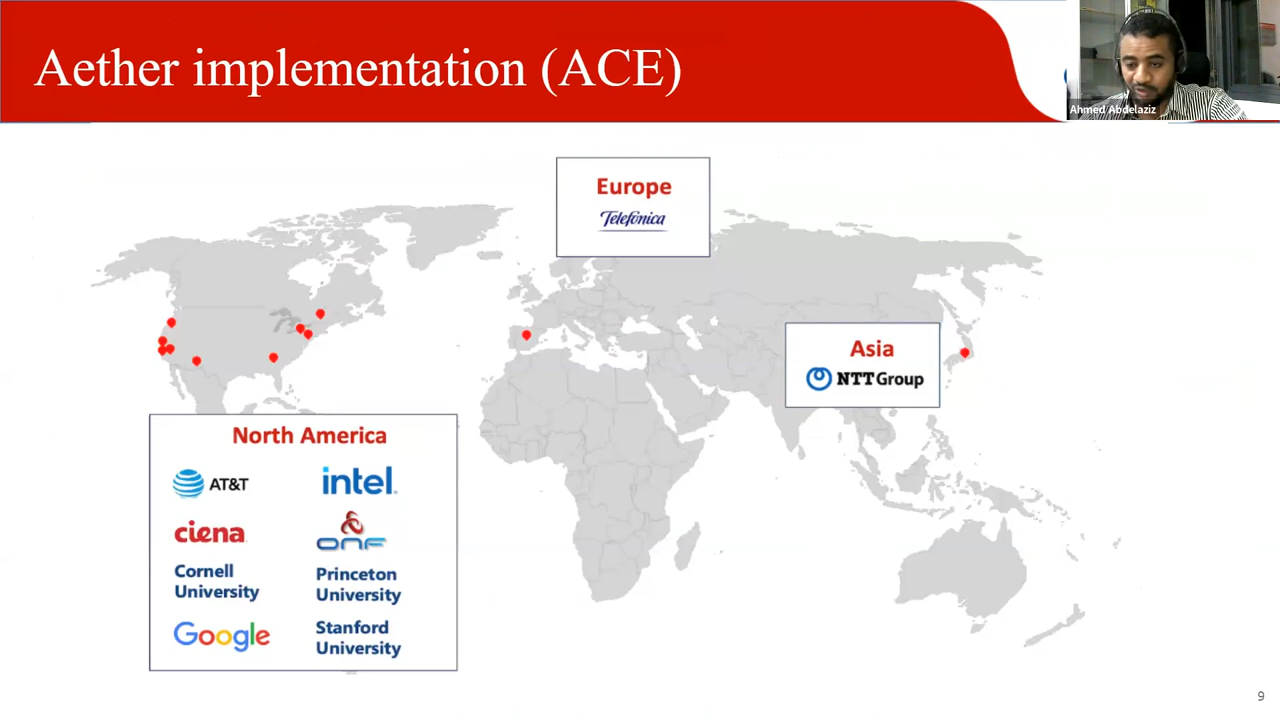 Aether implementation (ACE)
Ahmed Abdelaziz
Europe
Telefónica
Asia
NTT Group
North America
AT&T
intel.
ciena
ONF
Cornell
University
Princeton
University
Google
Stanford
University
9